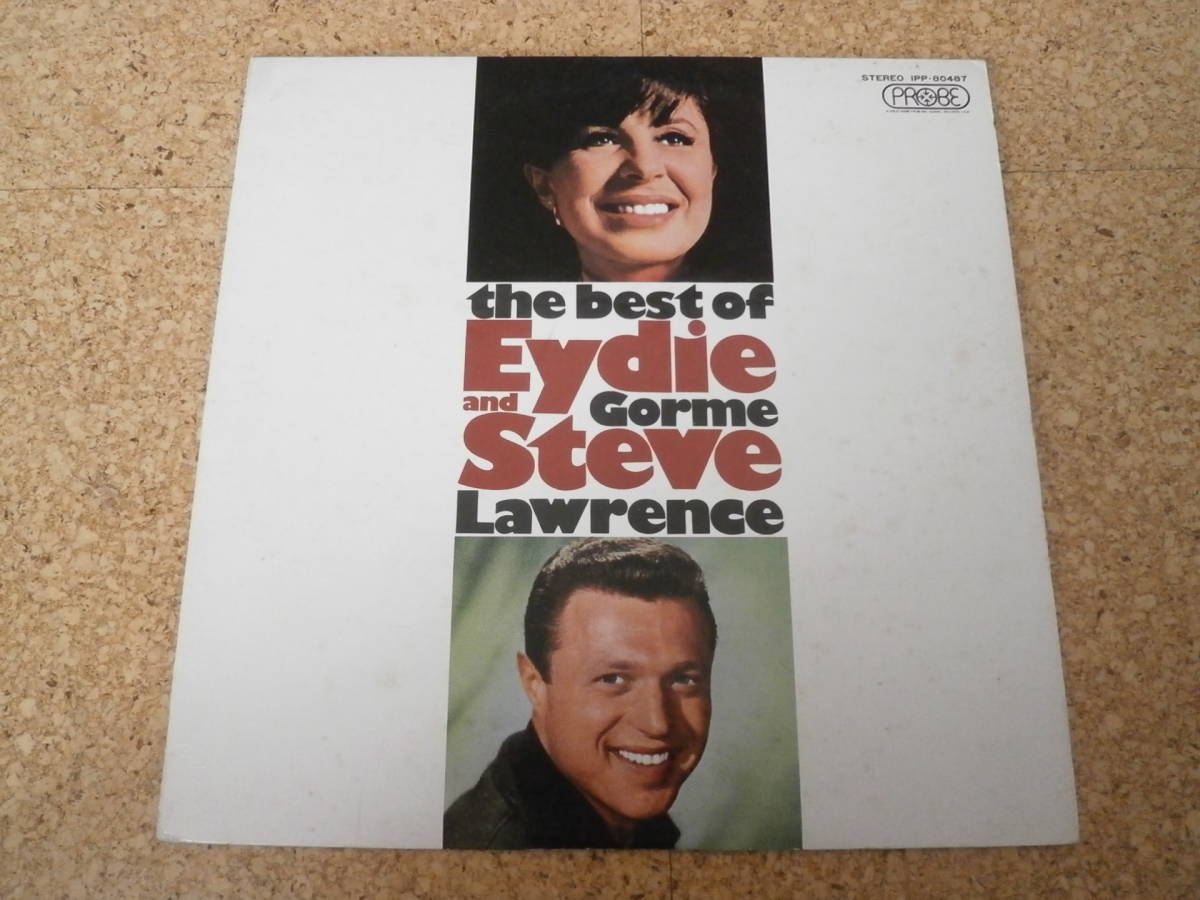 STEREO IPP-80487
PROBE
the best of
Eydie
and Gorme
Steve
Lawrence